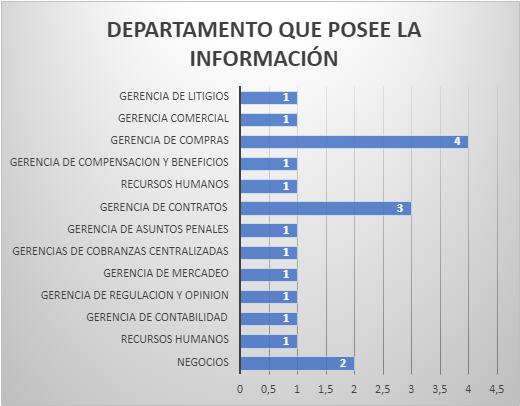 DEPARTAMENTO QUE POSEE LA
INFORMACIÓN
GERENCIA DE LITIGIOS 1
GERENCIA COMERCIAL 1
GERENCIA DE COMPRAS 4
GERENCIA DE COMPENSACION Y BENEFICIOS 1
RECURSOS HUMANOS 1
GERENCIA DE CONTRATOS 3
GERENCIA DE ASUNTOS PENALES 1
GERENCIAS DE COBRANZAS CENTRALIZADAS 1
GERENCIA DE MERCADEO 1
GERENCIA DE REGULACION Y OPINION 1
GERENCIA DE CONTABILIDAD 1
RECURSOS HUMANOS 1
NEGOCIOS 2
0 0,5 1 1,5 2 2,5 3 3,5 4 4,5